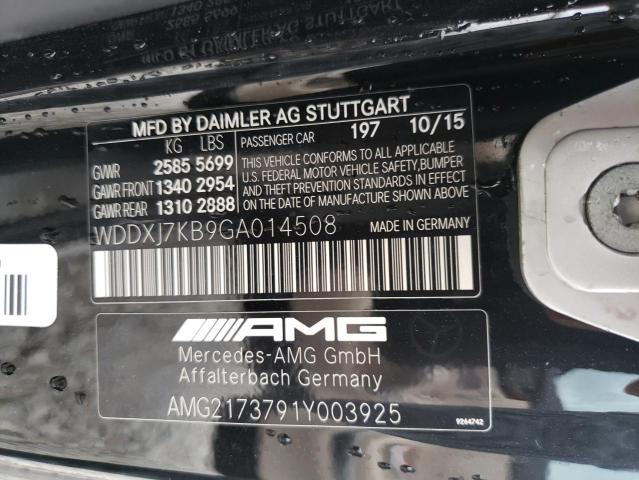 MFD BY DAIMLER AG STUTTGART
KG LBS
GVWR 2585 5699
GAWR FRONT 1340 2954
GAWR REAR 1310 2888
PASSENGER CAR 197 10/15
THIS VEHICLE CONFORMS TO ALL APPLICABLE
U.S. FEDERAL MOTOR VEHICLE SAFETY, BUMPER
AND THEFT PREVENTION STANDARDS IN EFFECT
ON THE DATE OF MANUFACTURE SHOWN ABOVE.
WDDXJ7KB9GA014508
MADE IN GERMANY
AMG
Mercedes-AMG GmbH
Affalterbach Germany
AMG2173791Y003925
9264742